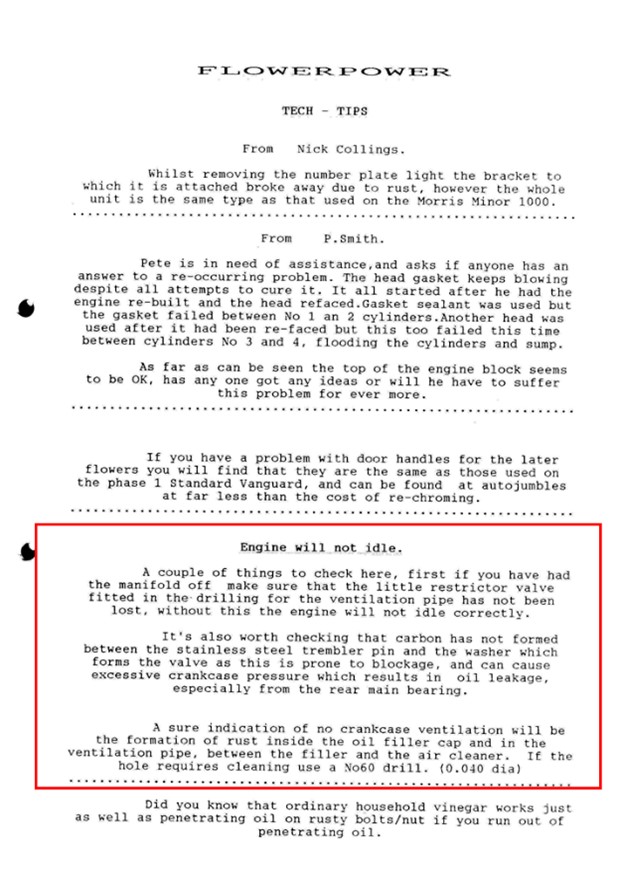 FLOWERPOWER
TECH - TIPS
From Nick Collings.
Whilst removing the number plate light the bracket to
which it is attached broke away due to rust, however the whole
unit is the same type as that used on the Morris Minor 1000.
From P.Smith.
Pete is in need of assistance,and asks if anyone has an
answer to a re-occurring problem. The head gasket keeps blowing
despite all attempts to cure it. It all started after he had the
engine re-built and the head refaced.Gasket sealant was used but
the gasket failed between No 1 an 2 cylinders.Another head was
used after it had been re-faced but this too failed this time
between cylinders No 3 and 4, flooding the cylinders and sump.
As far as can be seen the top of the engine block seems
to be OK, has any one got any ideas or will he have to suffer
this problem for ever more.
If you have a problem with door handles for the later
flowers you will find that they are the same as those used on
the phase 1 Standard Vanguard, and can be found at autojumbles
at far less than the cost of re-chroming.
Engine will not idle.
A couple of things to check here, first if you have had
the manifold off make sure that the little restrictor valve
fitted in the drilling for the ventilation pipe has not been
lost, without this the engine will not idle correctly.
It's also worth checking that carbon has not formed
between the stainless steel trembler pin and the washer which
forms the valve as this is prone to blockage, and can cause
excessive crankcase pressure which results in oil leakage,
especially from the rear main bearing.
A sure indication of no crankcase ventilation will be
the formation of rust inside the oil filler cap and in the
ventilation pipe, between the filler and the air cleaner. If the
hole requires cleaning use a No60 drill. (0.040 dia)
Did you know that ordinary household vinegar works just
as well as penetrating oil on rusty bolts/nut if you run out of
penetrating oil.